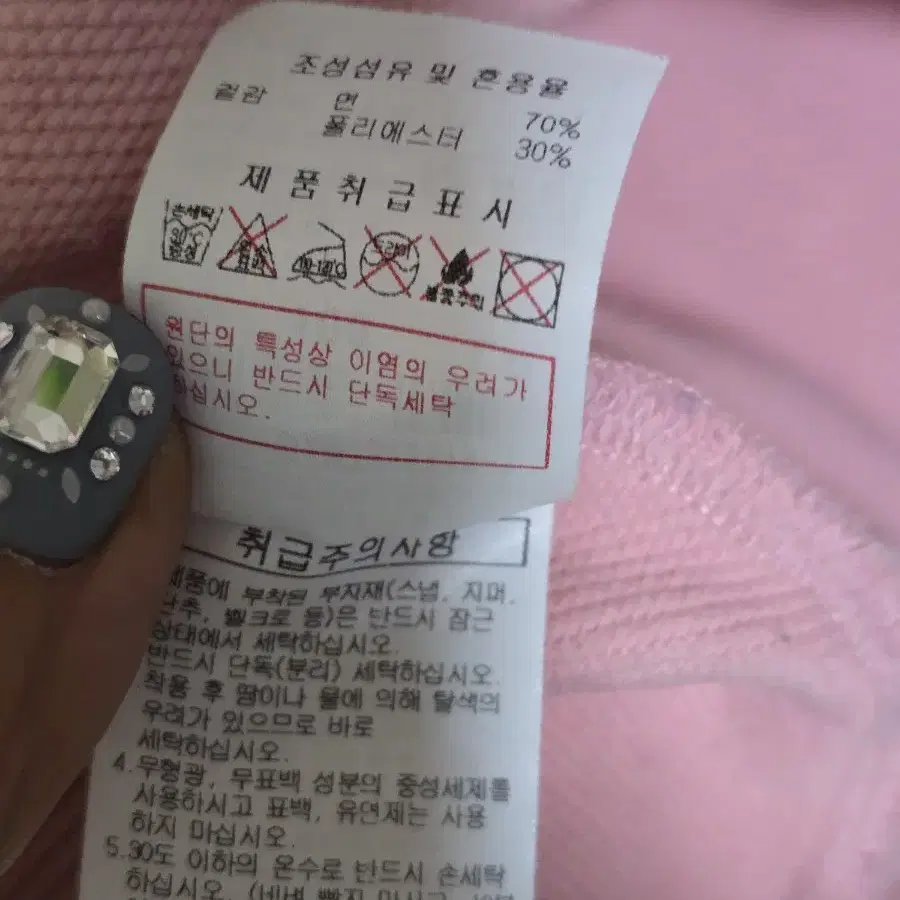 조성섬유 및 혼용율
겉감 면 70%
폴리에스터 30%
제품취급표시
손세탁
30℃
중성
드라이
원단의 특성상 이염의 우려가
있으니 반드시 단독세탁
하십시오.
취급주의사항
제품에 부착된 부자재(스냅, 지퍼,
단추, 벨크로 등)은 반드시 잠근
상태에서 세탁하십시오.
반드시 단독(분리) 세탁하십시오.
착용 후 땀이나 물에 의해 탈색의
우려가 있으므로 바로
세탁하십시오.
4.무형광, 무표백 성분의 중성세제를
사용하시고 표백, 유연제는 사용
하지 마십시오.
5.30도 이하의 온수로 반드시 손세탁
하십시오.